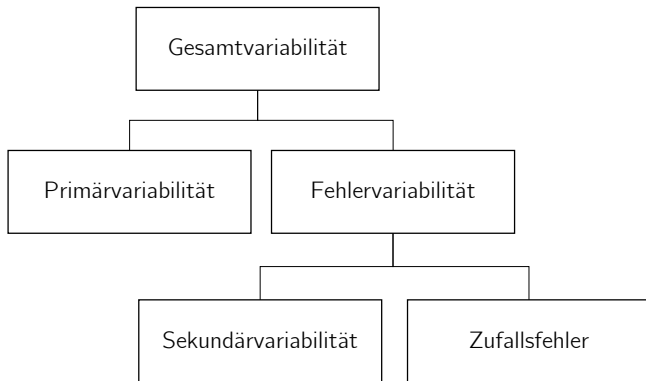 Gesamtvariabilität
Primärvariabilität
Fehlervariabilität
Sekundärvariabilität
Zufallsfehler